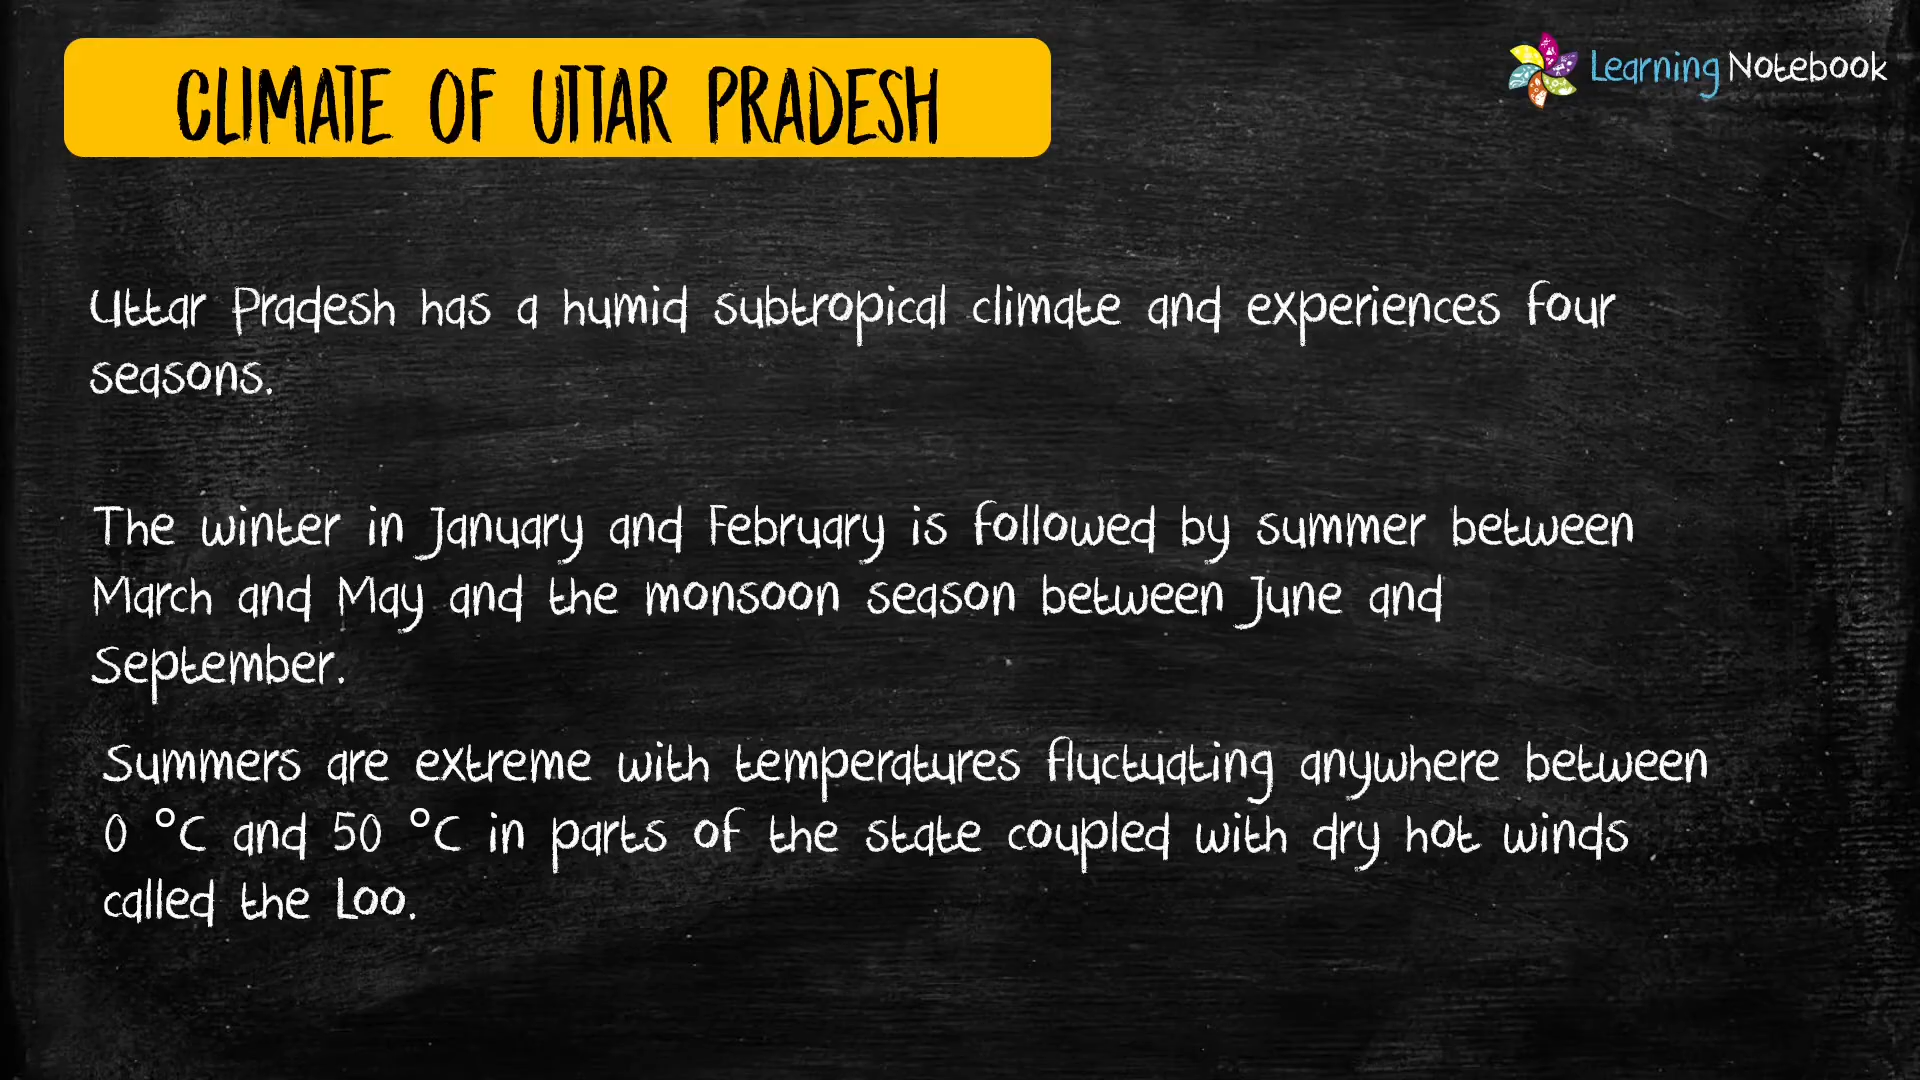 CLIMATE OF UTTAR PRADESH
Learning Notebook
Uttar Pradesh has a humid subtropical climate and experiences four
seasons.
The winter in January and February is followed by summer between
March and May and the monsoon season between June and
September.
Summers are extreme with temperatures fluctuating anywhere between
0 °C and 50 °C in parts of the state coupled with dry hot winds
called the Loo.